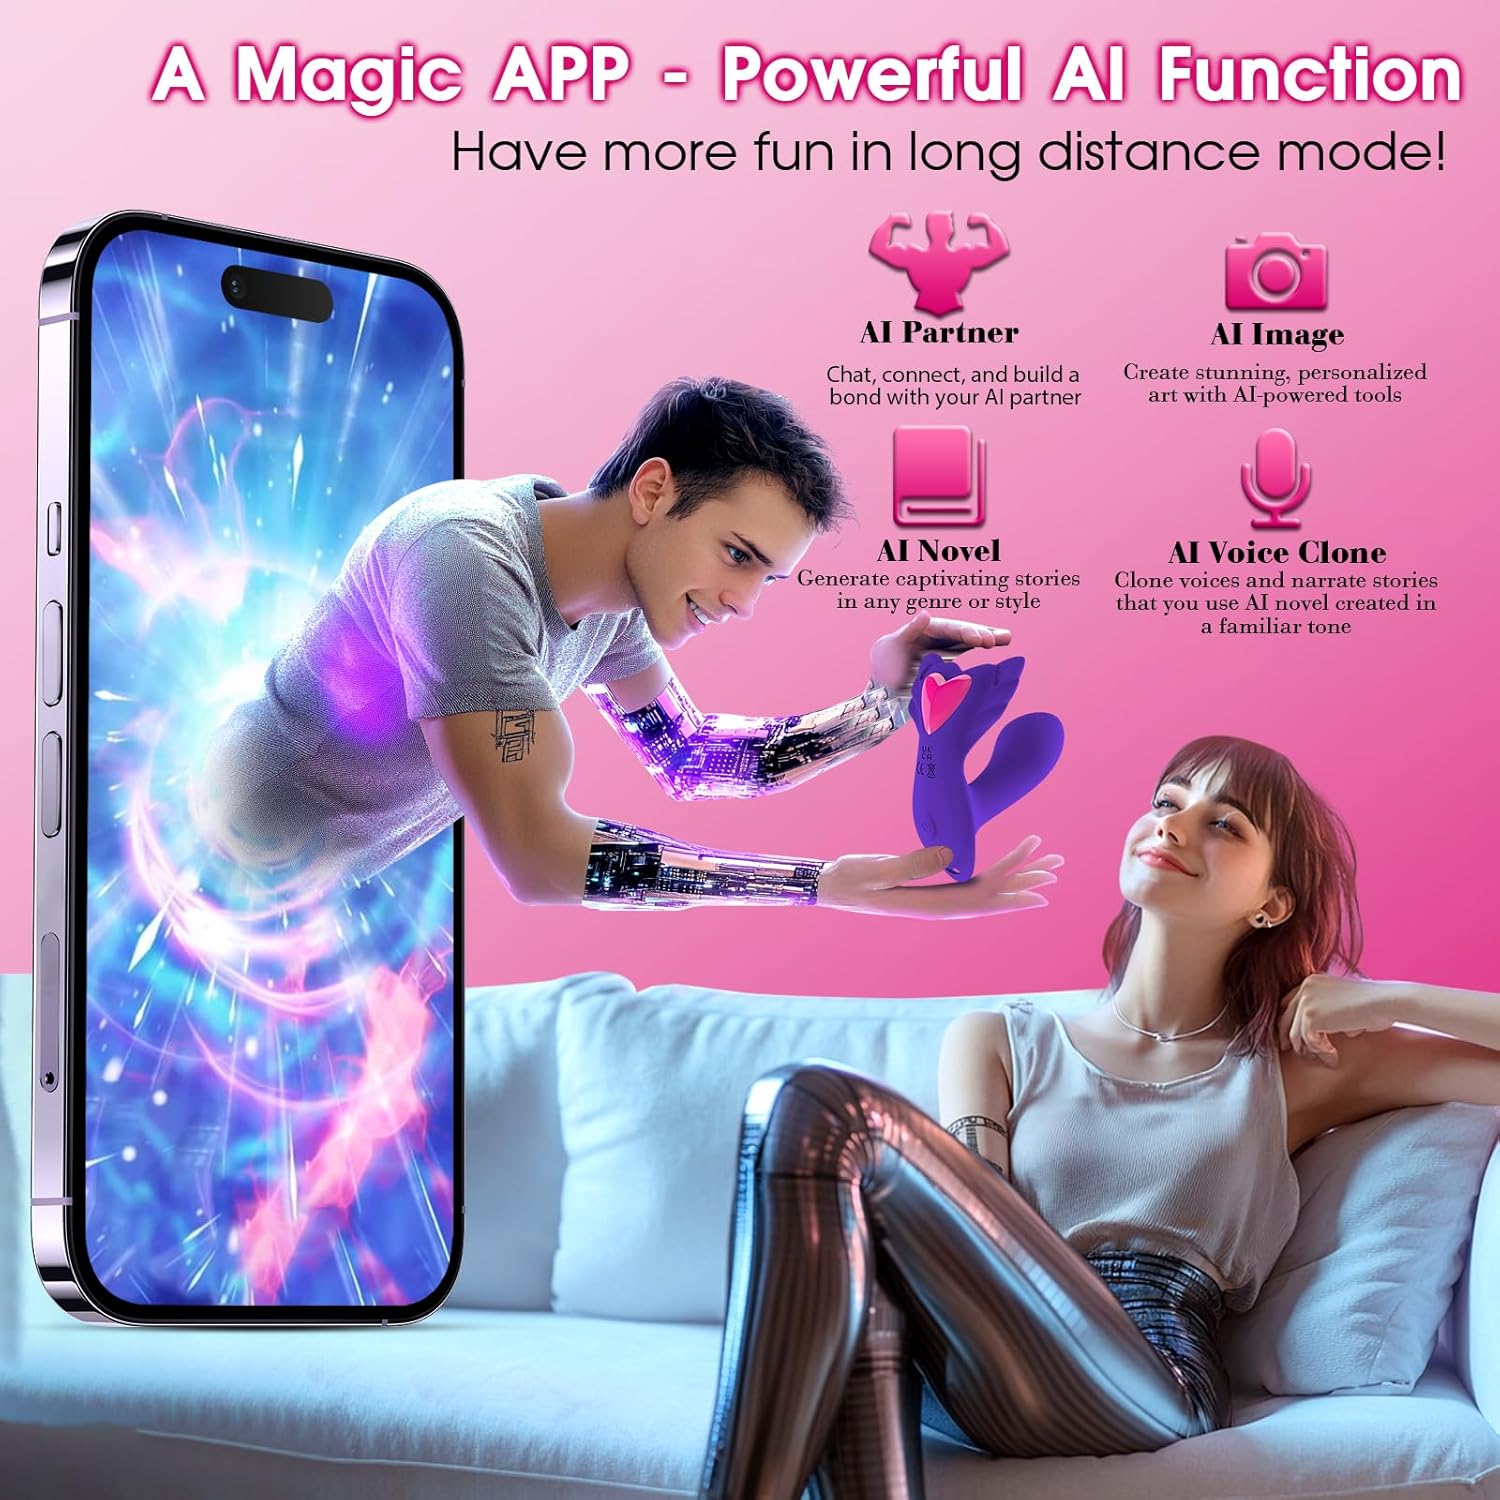 A Magic APP - Powerful AI Function
Have more fun in long distance mode!
AI Partner
Chat, connect, and build a
bond with your AI partner
AI Image
Create stunning, personalized
art with AI-powered tools
AI Novel
Generate captivating stories
in any genre or style
AI Voice Clone
Clone voices and narrate stories
that you use AI novel created in
a familiar tone
UK
CA
CE